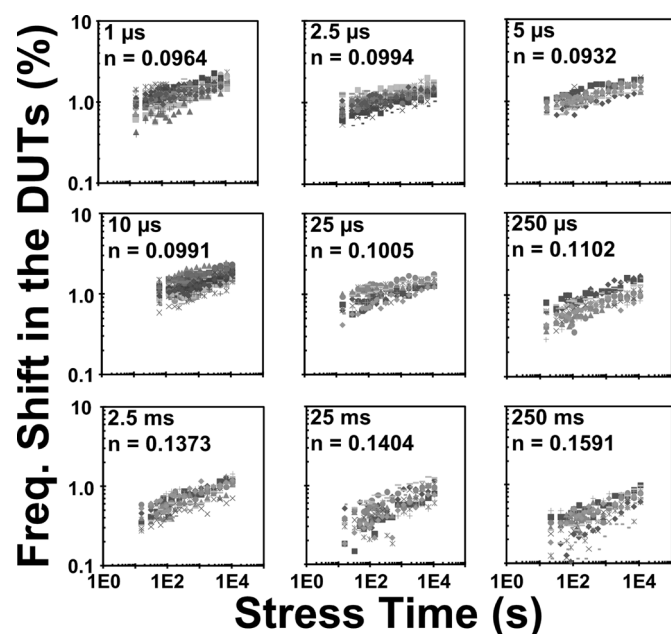 Freq. Shift in the DUTs (%)
10
1.0
0.1
1 µs
n = 0.0964
2.5 µs
n = 0.0994
5 µs
n = 0.0932
10
1.0
0.1
10 µs
n = 0.0991
25 µs
n = 0.1005
250 µs
n = 0.1102
10
1.0
0.1
2.5 ms
n = 0.1373
25 ms
n = 0.1404
250 ms
n = 0.1591
1E0 1E2 1E4 1E0 1E2 1E4 1E0 1E2 1E4
Stress Time (s)